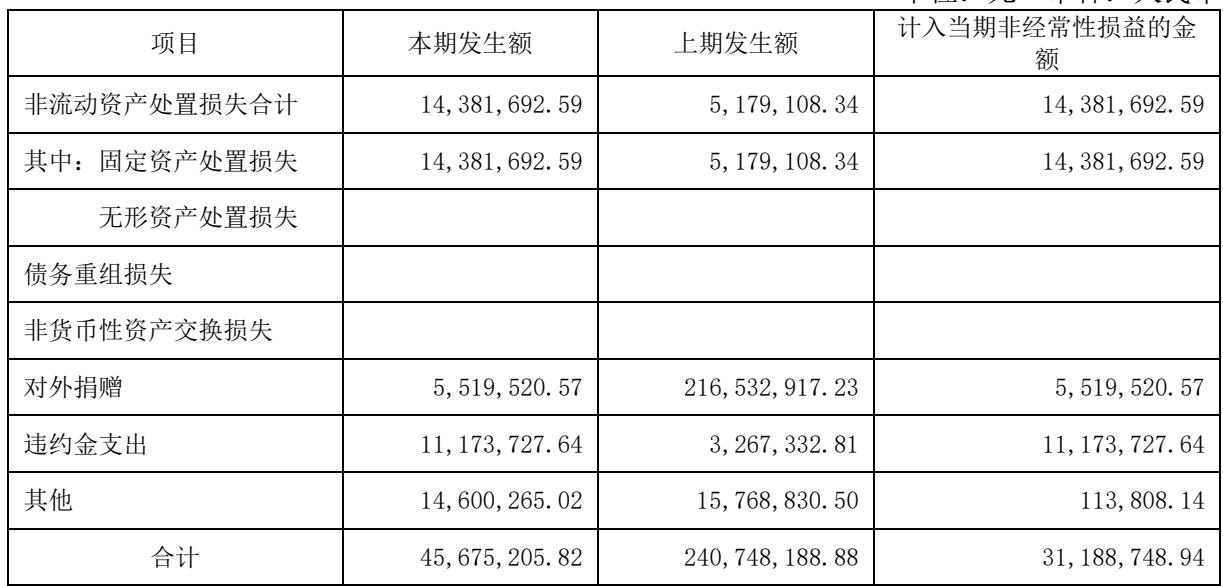 项目 本期发生额 上期发生额 计入当期非经常性损益的金
额
非流动资产处置损失合计 14,381,692.59 5,179,108.34 14,381,692.59
其中：固定资产处置损失 14,381,692.59 5,179,108.34 14,381,692.59
无形资产处置损失
债务重组损失
非货币性资产交换损失
对外捐赠 5,519,520.57 216,532,917.23 5,519,520.57
违约金支出 11,173,727.64 3,267,332.81 11,173,727.64
其他 14,600,265.02 15,768,830.50 113,808.14
合计 45,675,205.82 240,748,188.88 31,188,748.94